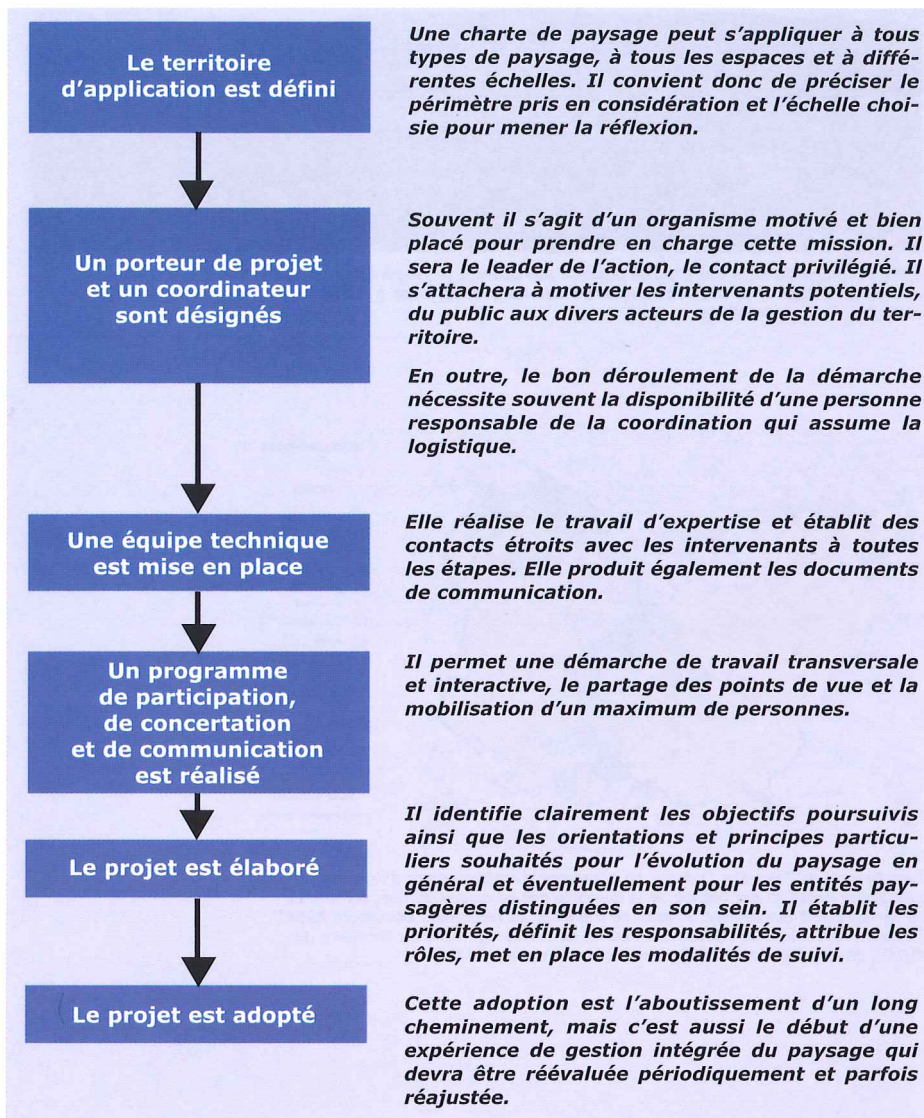 Le territoire
d'application est défini
Une charte de paysage peut s'appliquer à tous
types de paysage, à tous les espaces et à diffé-
rentes échelles. Il convient donc de préciser le
périmètre pris en considération et l'échelle choi-
sie pour mener la réflexion.
Un porteur de projet
et un coordinateur
sont désignés
Souvent il s'agit d'un organisme motivé et bien
placé pour prendre en charge cette mission. Il
sera le leader de l'action, le contact privilégié. Il
s'attachera à motiver les intervenants potentiels,
du public aux divers acteurs de la gestion du ter-
ritoire.
En outre, le bon déroulement de la démarche
nécessite souvent la disponibilité d'une personne
responsable de la coordination qui assume la
logistique.
Une équipe technique
est mise en place
Elle réalise le travail d'expertise et établit des
contacts étroits avec les intervenants à toutes
les étapes. Elle produit également les documents
de communication.
Un programme
de participation,
de concertation
et de communication
est réalisé
Il permet une démarche de travail transversale
et interactive, le partage des points de vue et la
mobilisation d'un maximum de personnes.
Le projet est élaboré
Il identifie clairement les objectifs poursuivis
ainsi que les orientations et principes particu-
liers souhaités pour l'évolution du paysage en
général et éventuellement pour les entités pay-
sagères distinguées en son sein. Il établit les
priorités, définit les responsabilités, attribue les
rôles, met en place les modalités de suivi.
Le projet est adopté
Cette adoption est l'aboutissement d'un long
cheminement, mais c'est aussi le début d'une
expérience de gestion intégrée du paysage qui
devra être réévaluée périodiquement et parfois
réajustée.